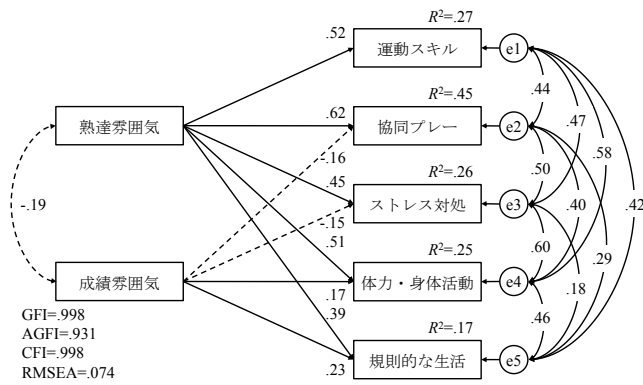 R²=.27
.52
運動スキル
e1
.44
R²=.45
.47
熟達雰囲気
.62
協同プレー
e2
.58
-.16
.50
R²=.26
.45
ストレス対処
e3
.40
.42
-.19
-.15
.51
R²=.25
.60
.29
成績雰囲気
.17
体力・身体活動
e4
.18
.39
GFI=.998
R²=.17
.46
AGFI=.931
CFI=.998
.23
規則的な生活
e5
RMSEA=.074